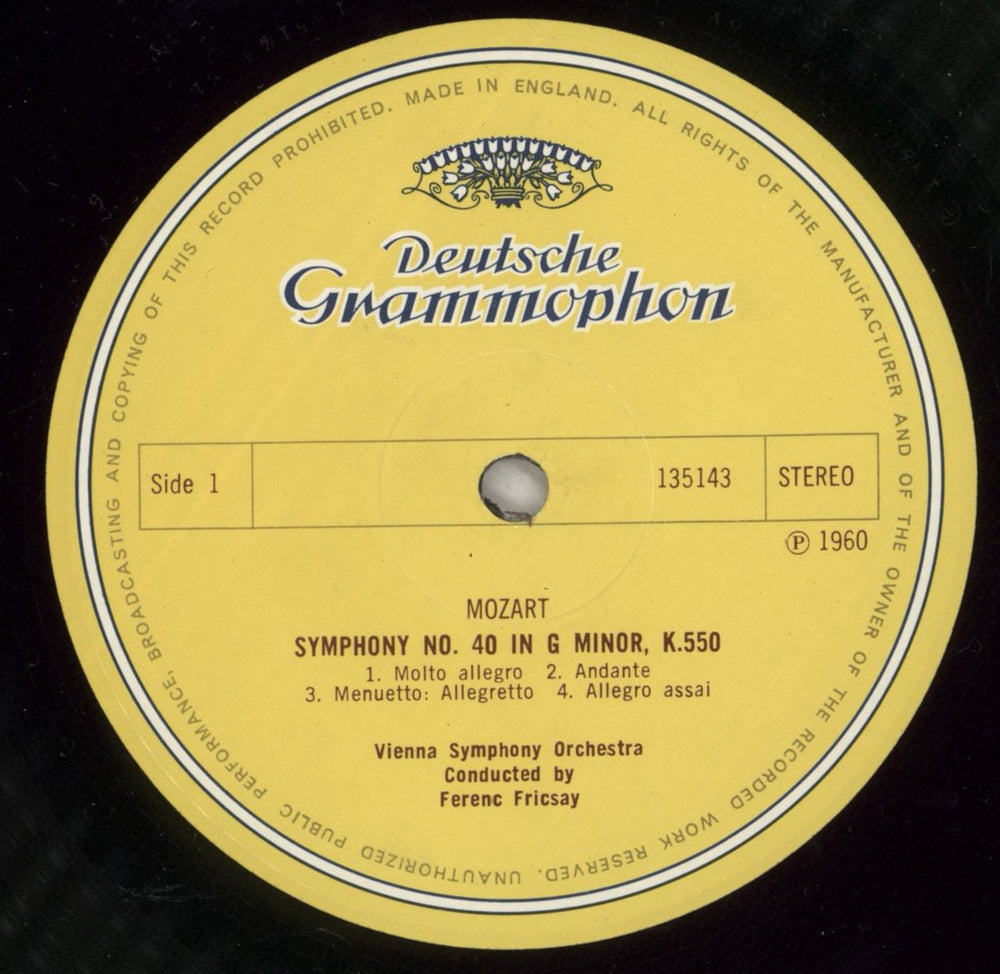 MADE IN ENGLAND. ALL RIGHTS OF THE MANUFACTURER AND OF THE OWNER OF THE RECORDED WORK RESERVED. UNAUTHORIZED PUBLIC PERFORMANCE, BROADCASTING AND COPYING OF THIS RECORD PROHIBITED.
Deutsche
Grammophon
Side 1 135143 STEREO
℗ 1960
MOZART
SYMPHONY NO. 40 IN G MINOR, K.550
1. Molto allegro 2. Andante
3. Menuetto: Allegretto 4. Allegro assai
Vienna Symphony Orchestra
Conducted by
Ferenc Fricsay